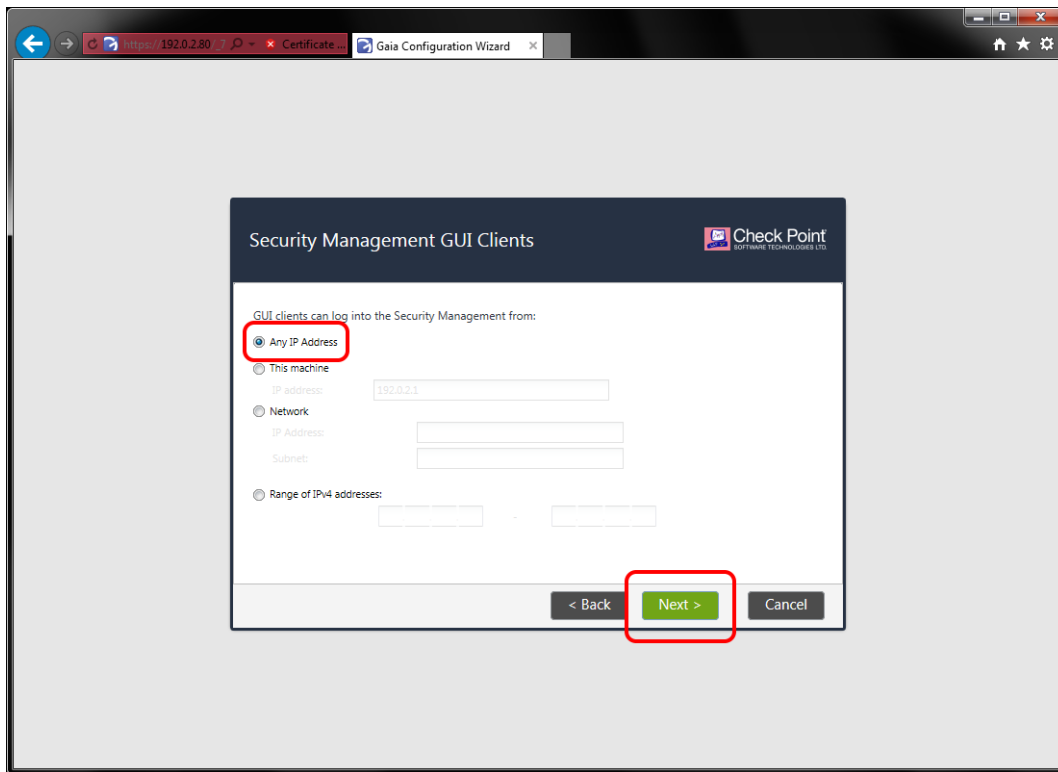 https://192.0.2.80/_7
Certificate ...
Gaia Configuration Wizard
Security Management GUI Clients
Check Point
SOFTWARE TECHNOLOGIES LTD.
GUI clients can log into the Security Management from:
Any IP Address
This machine
IP address: 192.0.2.1
Network
IP Address:
Subnet:
Range of IPv4 addresses:
-
< Back Next > Cancel